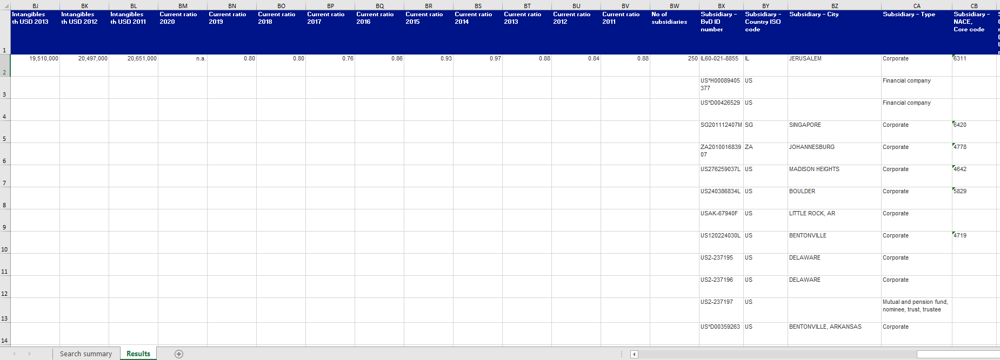 BJ BK BL BM BN BO BP BQ BR BS BT BU BV BW BX BY BZ CA CB
Intangibles Intangibles Intangibles Current ratio Current ratio Current ratio Current ratio Current ratio Current ratio Current ratio Current ratio Current ratio Current ratio No of Subsidiary – Subsidiary – Subsidiary – City Subsidiary – Type Subsidiary –
th USD 2013 th USD 2012 th USD 2011 2020 2019 2018 2017 2016 2015 2014 2013 2012 2011 subsidiaries BvD ID Country ISO NACE,
number code Core code
1
19,510,000 20,497,000 20,651,000 n.a. 0.80 0.80 0.76 0.86 0.93 0.97 0.88 0.84 0.88 250 IL60-021-8855 IL JERUSALEM Corporate 6311
2
US*H00089405 US Financial company
377
3
US*D00426529 US Financial company
4
SG201112407M SG SINGAPORE Corporate 6420
5
ZA2010016839 ZA JOHANNESBURG Corporate 4778
07
6
US276259037L US MADISON HEIGHTS Corporate 4642
7
US240386834L US BOULDER Corporate 5829
8
USAK-67940F US LITTLE ROCK, AR Corporate
9
US120224030L US BENTONVILLE Corporate 4719
10
US2-237195 US DELAWARE Corporate
11
US2-237196 US DELAWARE Corporate
12
US2-237197 US Mutual and pension fund,
nominee, trust, trustee
13
US*D00359263 US BENTONVILLE, ARKANSAS Corporate
14
Search summary Results